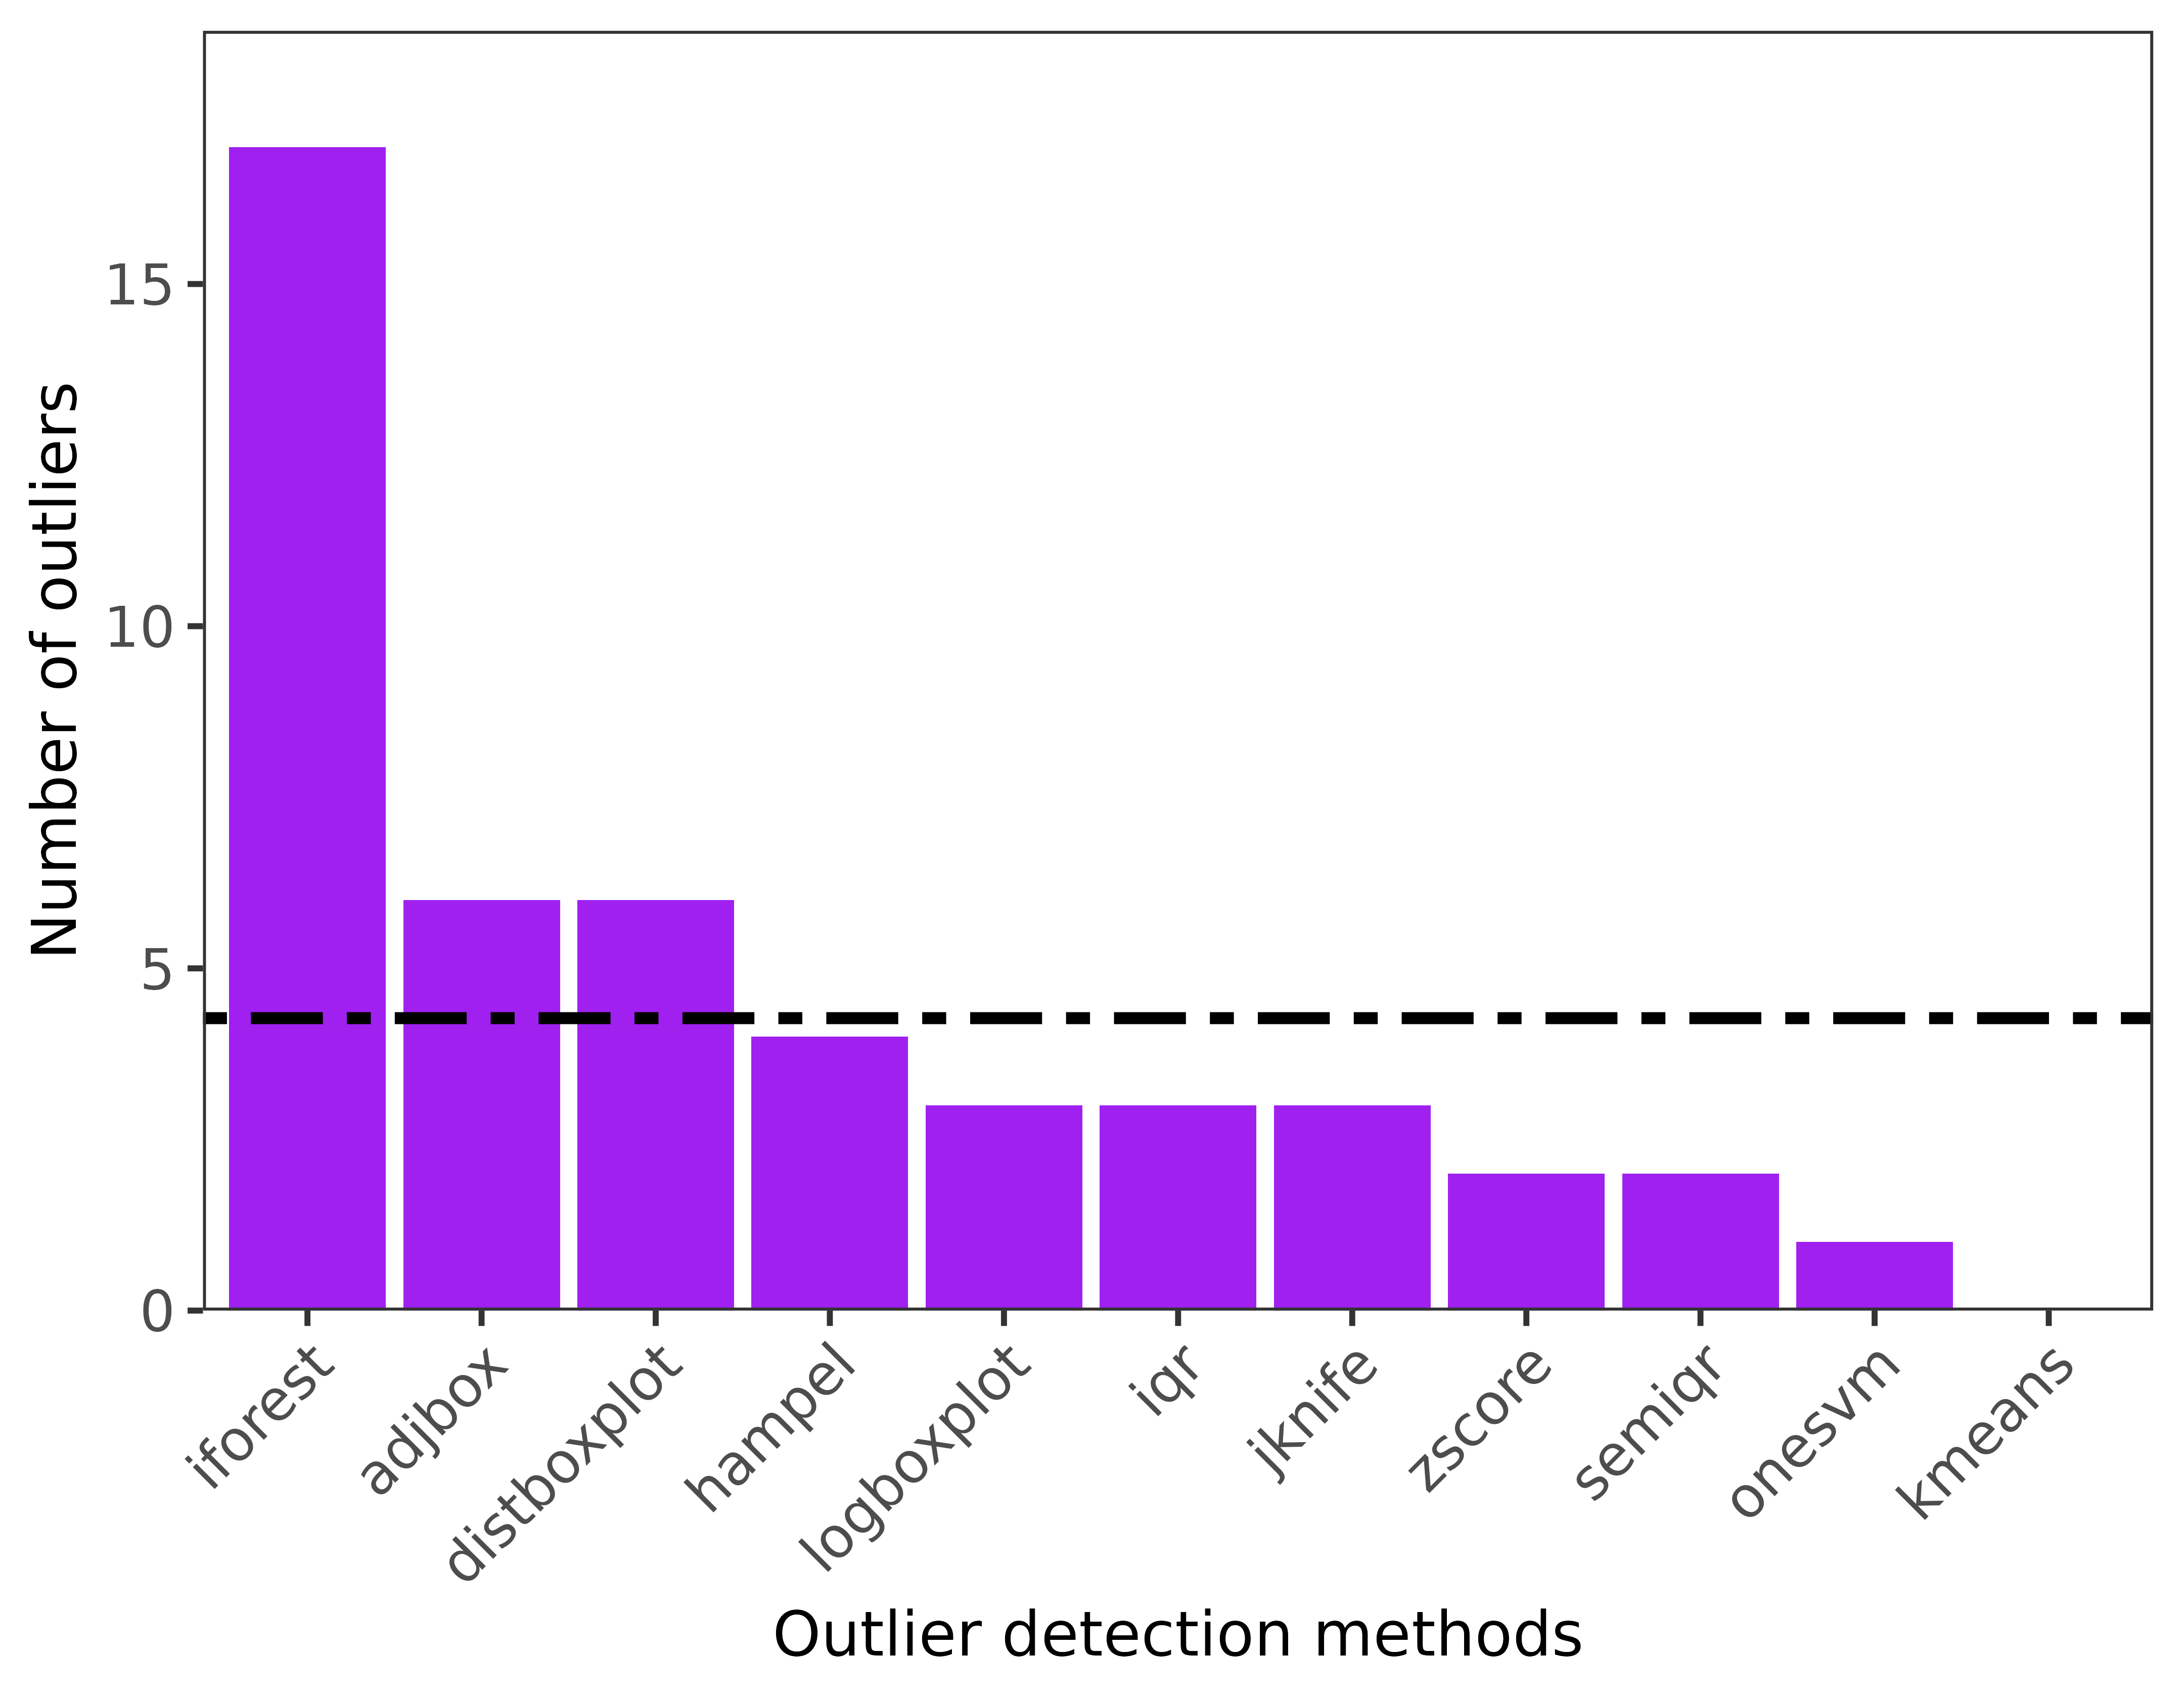 Number of outliers
15
10
5
0
iforest
adjbox
distboxplot
hampel
logboxplot
iqr
jknife
zscore
semiqr
onesvm
kmeans
Outlier detection methods